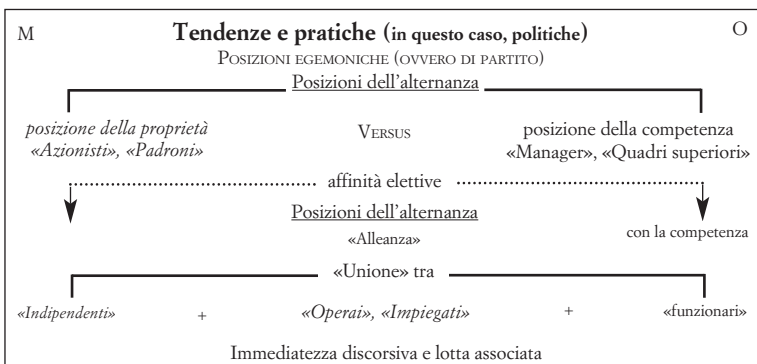 M Tendenze e pratiche (in questo caso, politiche) O
POSIZIONI EGEMONICHE (OVVERO DI PARTITO)
Posizioni dell'alternanza
posizione della proprietà VERSUS posizione della competenza
«Azionisti», «Padroni» «Manager», «Quadri superiori»
affinità elettive
Posizioni dell'alternanza
«Alleanza» con la competenza
«Unione» tra
«Indipendenti» + «Operai», «Impiegati» + «funzionari»
Immediatezza discorsiva e lotta associata